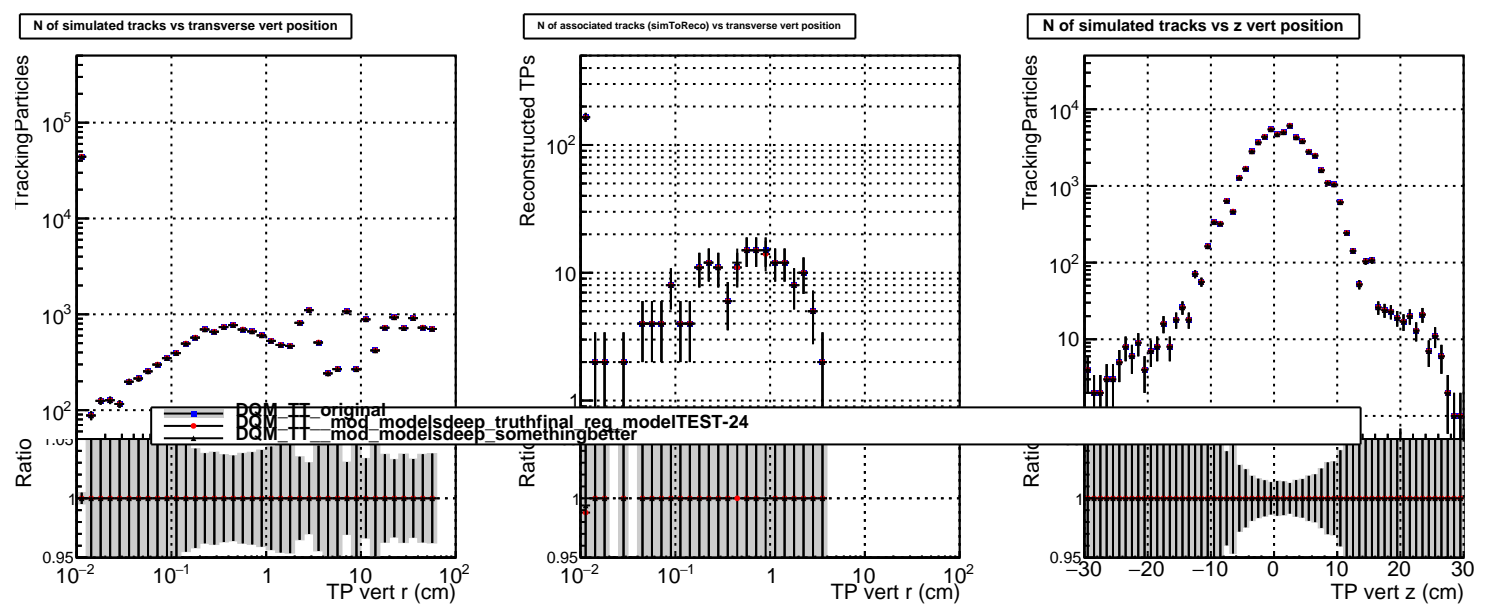 N of simulated tracks vs transverse vert position
TrackingParticles
10⁵
10⁴
10³
10²
Ratio
1.05
1
0.95
10⁻²
10⁻¹
1
10
10²
TP vert r (cm)
N of associated tracks (simToReco) vs transverse vert position
Reconstructed TPs
10²
10
1
Ratio
1
0.95
10⁻²
10⁻¹
1
10
10²
TP vert r (cm)
N of simulated tracks vs z vert position
TrackingParticles
10⁴
10³
10²
10
Ratio
1
0.95
−30
−20
−10
0
10
20
30
TP vert z (cm)
DQM_TT_original
DQM_TT__mod_modelsdeep_truthfinal_reg_modelTEST-24
DQM_TT__mod_modelsdeep_somethingbetter